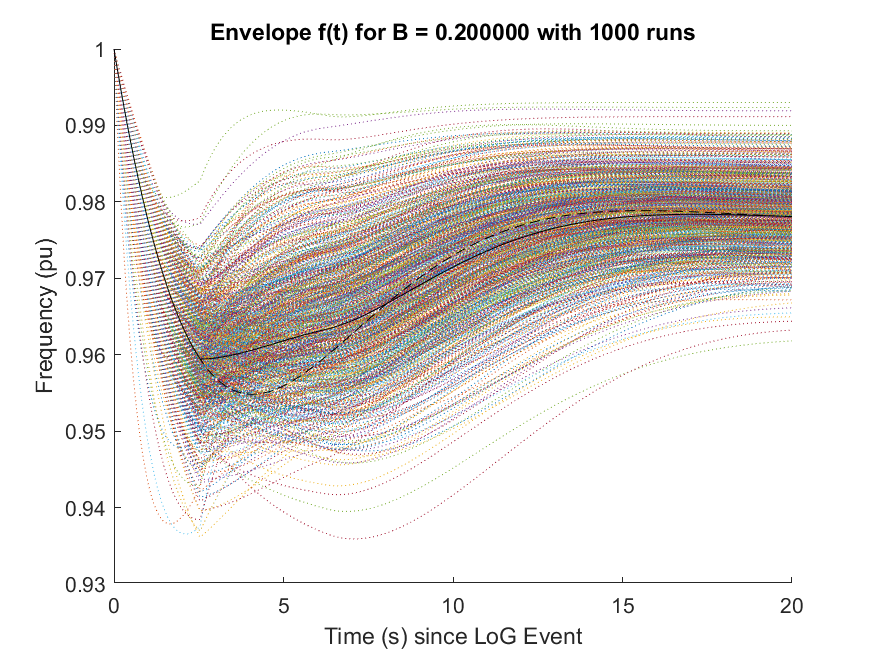 Envelope f(t) for B = 0.200000 with 1000 runs
1
0.99
0.98
0.97
0.96
0.95
0.94
0.93
Frequency (pu)
0 5 10 15 20
Time (s) since LoG Event